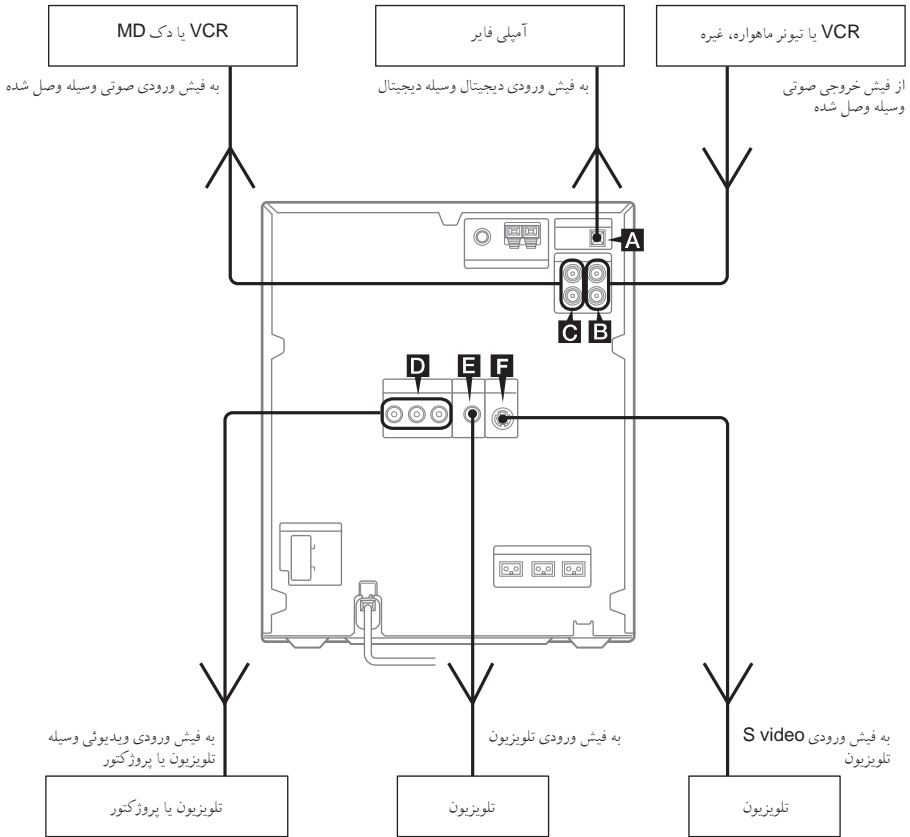 VCR یا تیونر ماهواره، غیره
آمپلی فایر
VCR یا دک MD
از فیش خروجی صوتی
وسیله وصل شده
به فیش ورودی دیجیتال وسیله دیجیتال
به فیش ورودی صوتی وسیله وصل شده
A
B
C
D
E
F
به فیش ورودی S video
تلویزیون
به فیش ورودی تلویزیون
به فیش ورودی ویدیوئی وسیله
تلویزیون یا پروژکتور
تلویزیون
تلویزیون
تلویزیون یا پروژکتور